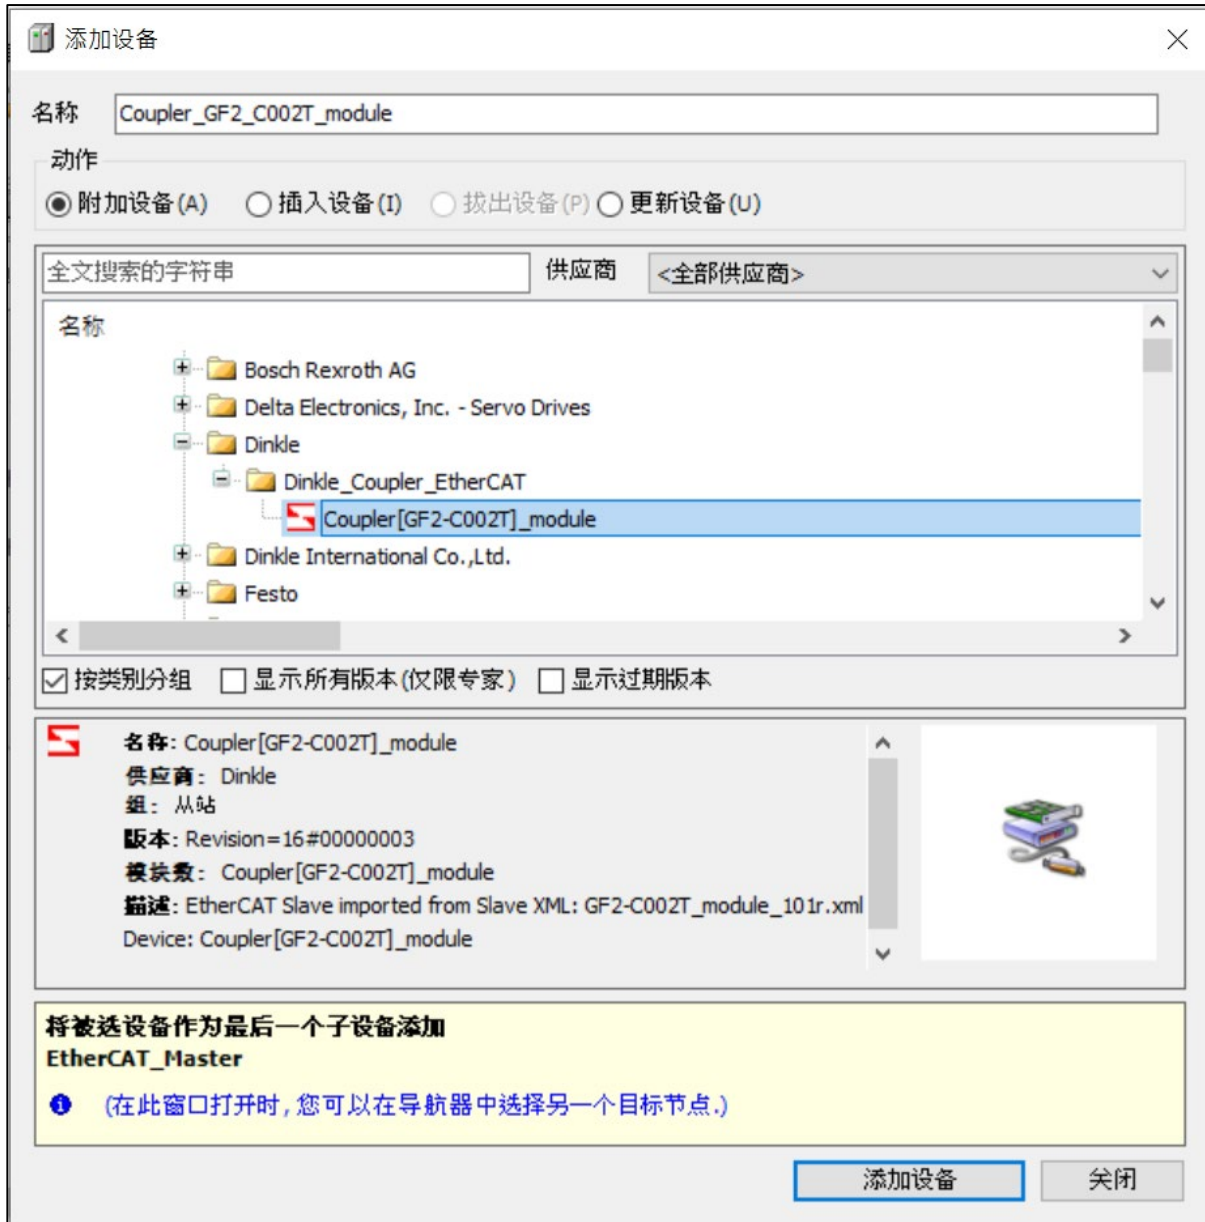 添加设备
名称 Coupler_GF2_C002T_module
动作
附加设备(A) 插入设备(I) 拔出设备(P) 更新设备(U)
全文搜索的字符串 供应商 <全部供应商>
名称
Bosch Rexroth AG
Delta Electronics, Inc. - Servo Drives
Dinkle
Dinkle_Coupler_EtherCAT
Coupler[GF2-C002T]_module
Dinkle International Co.,Ltd.
Festo
按类别分组 显示所有版本(仅限专家) 显示过期版本
名称: Coupler[GF2-C002T]_module
供应商: Dinkle
组: 从站
版本: Revision=16#00000003
模块数: Coupler[GF2-C002T]_module
描述: EtherCAT Slave imported from Slave XML: GF2-C002T_module_101r.xml
Device: Coupler[GF2-C002T]_module
将被选设备作为最后一个子设备添加
EtherCAT_Master
(在此窗口打开时,您可以在导航器中选择另一个目标节点.)
添加设备 关闭